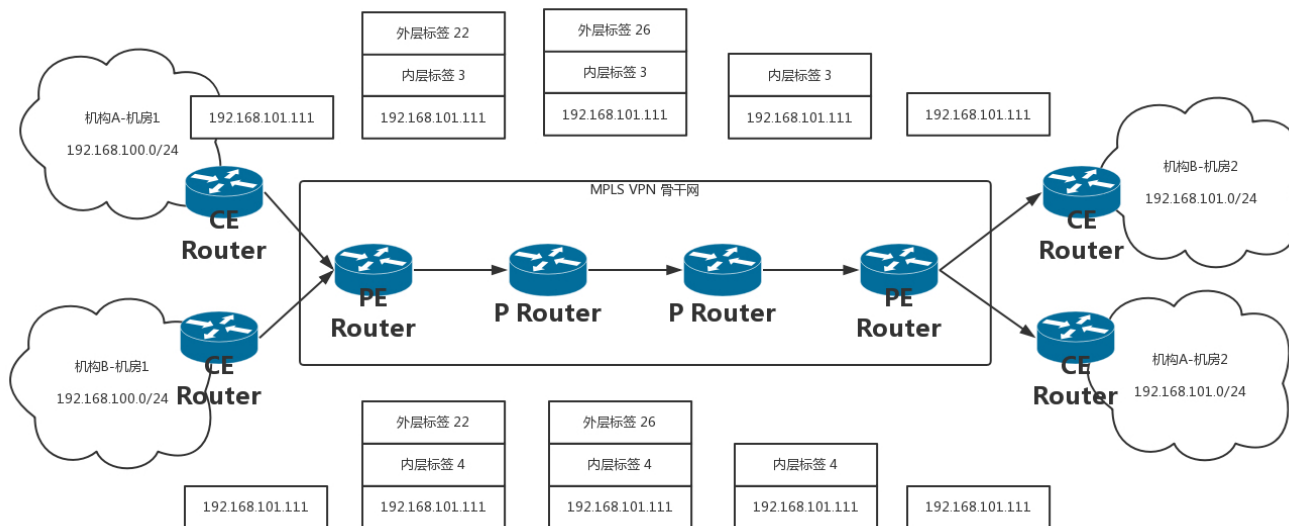 外层标签 22
内层标签 3
192.168.101.111
外层标签 26
内层标签 3
192.168.101.111
内层标签 3
192.168.101.111
192.168.101.111
192.168.101.111
机构A-机房1
192.168.100.0/24
CE
Router
机构B-机房2
192.168.101.0/24
CE
Router
MPLS VPN 骨干网
PE
Router
P Router
P Router
PE
Router
机构B-机房1
192.168.100.0/24
CE
Router
机构A-机房2
192.168.101.0/24
CE
Router
外层标签 22
内层标签 4
192.168.101.111
外层标签 26
内层标签 4
192.168.101.111
内层标签 4
192.168.101.111
192.168.101.111
192.168.101.111